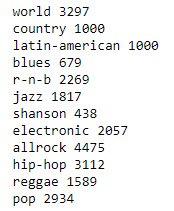 world 3297
country 1000
latin-american 1000
blues 679
r-n-b 2269
jazz 1817
shanson 438
electronic 2057
allrock 4475
hip-hop 3112
reggae 1589
pop 2934